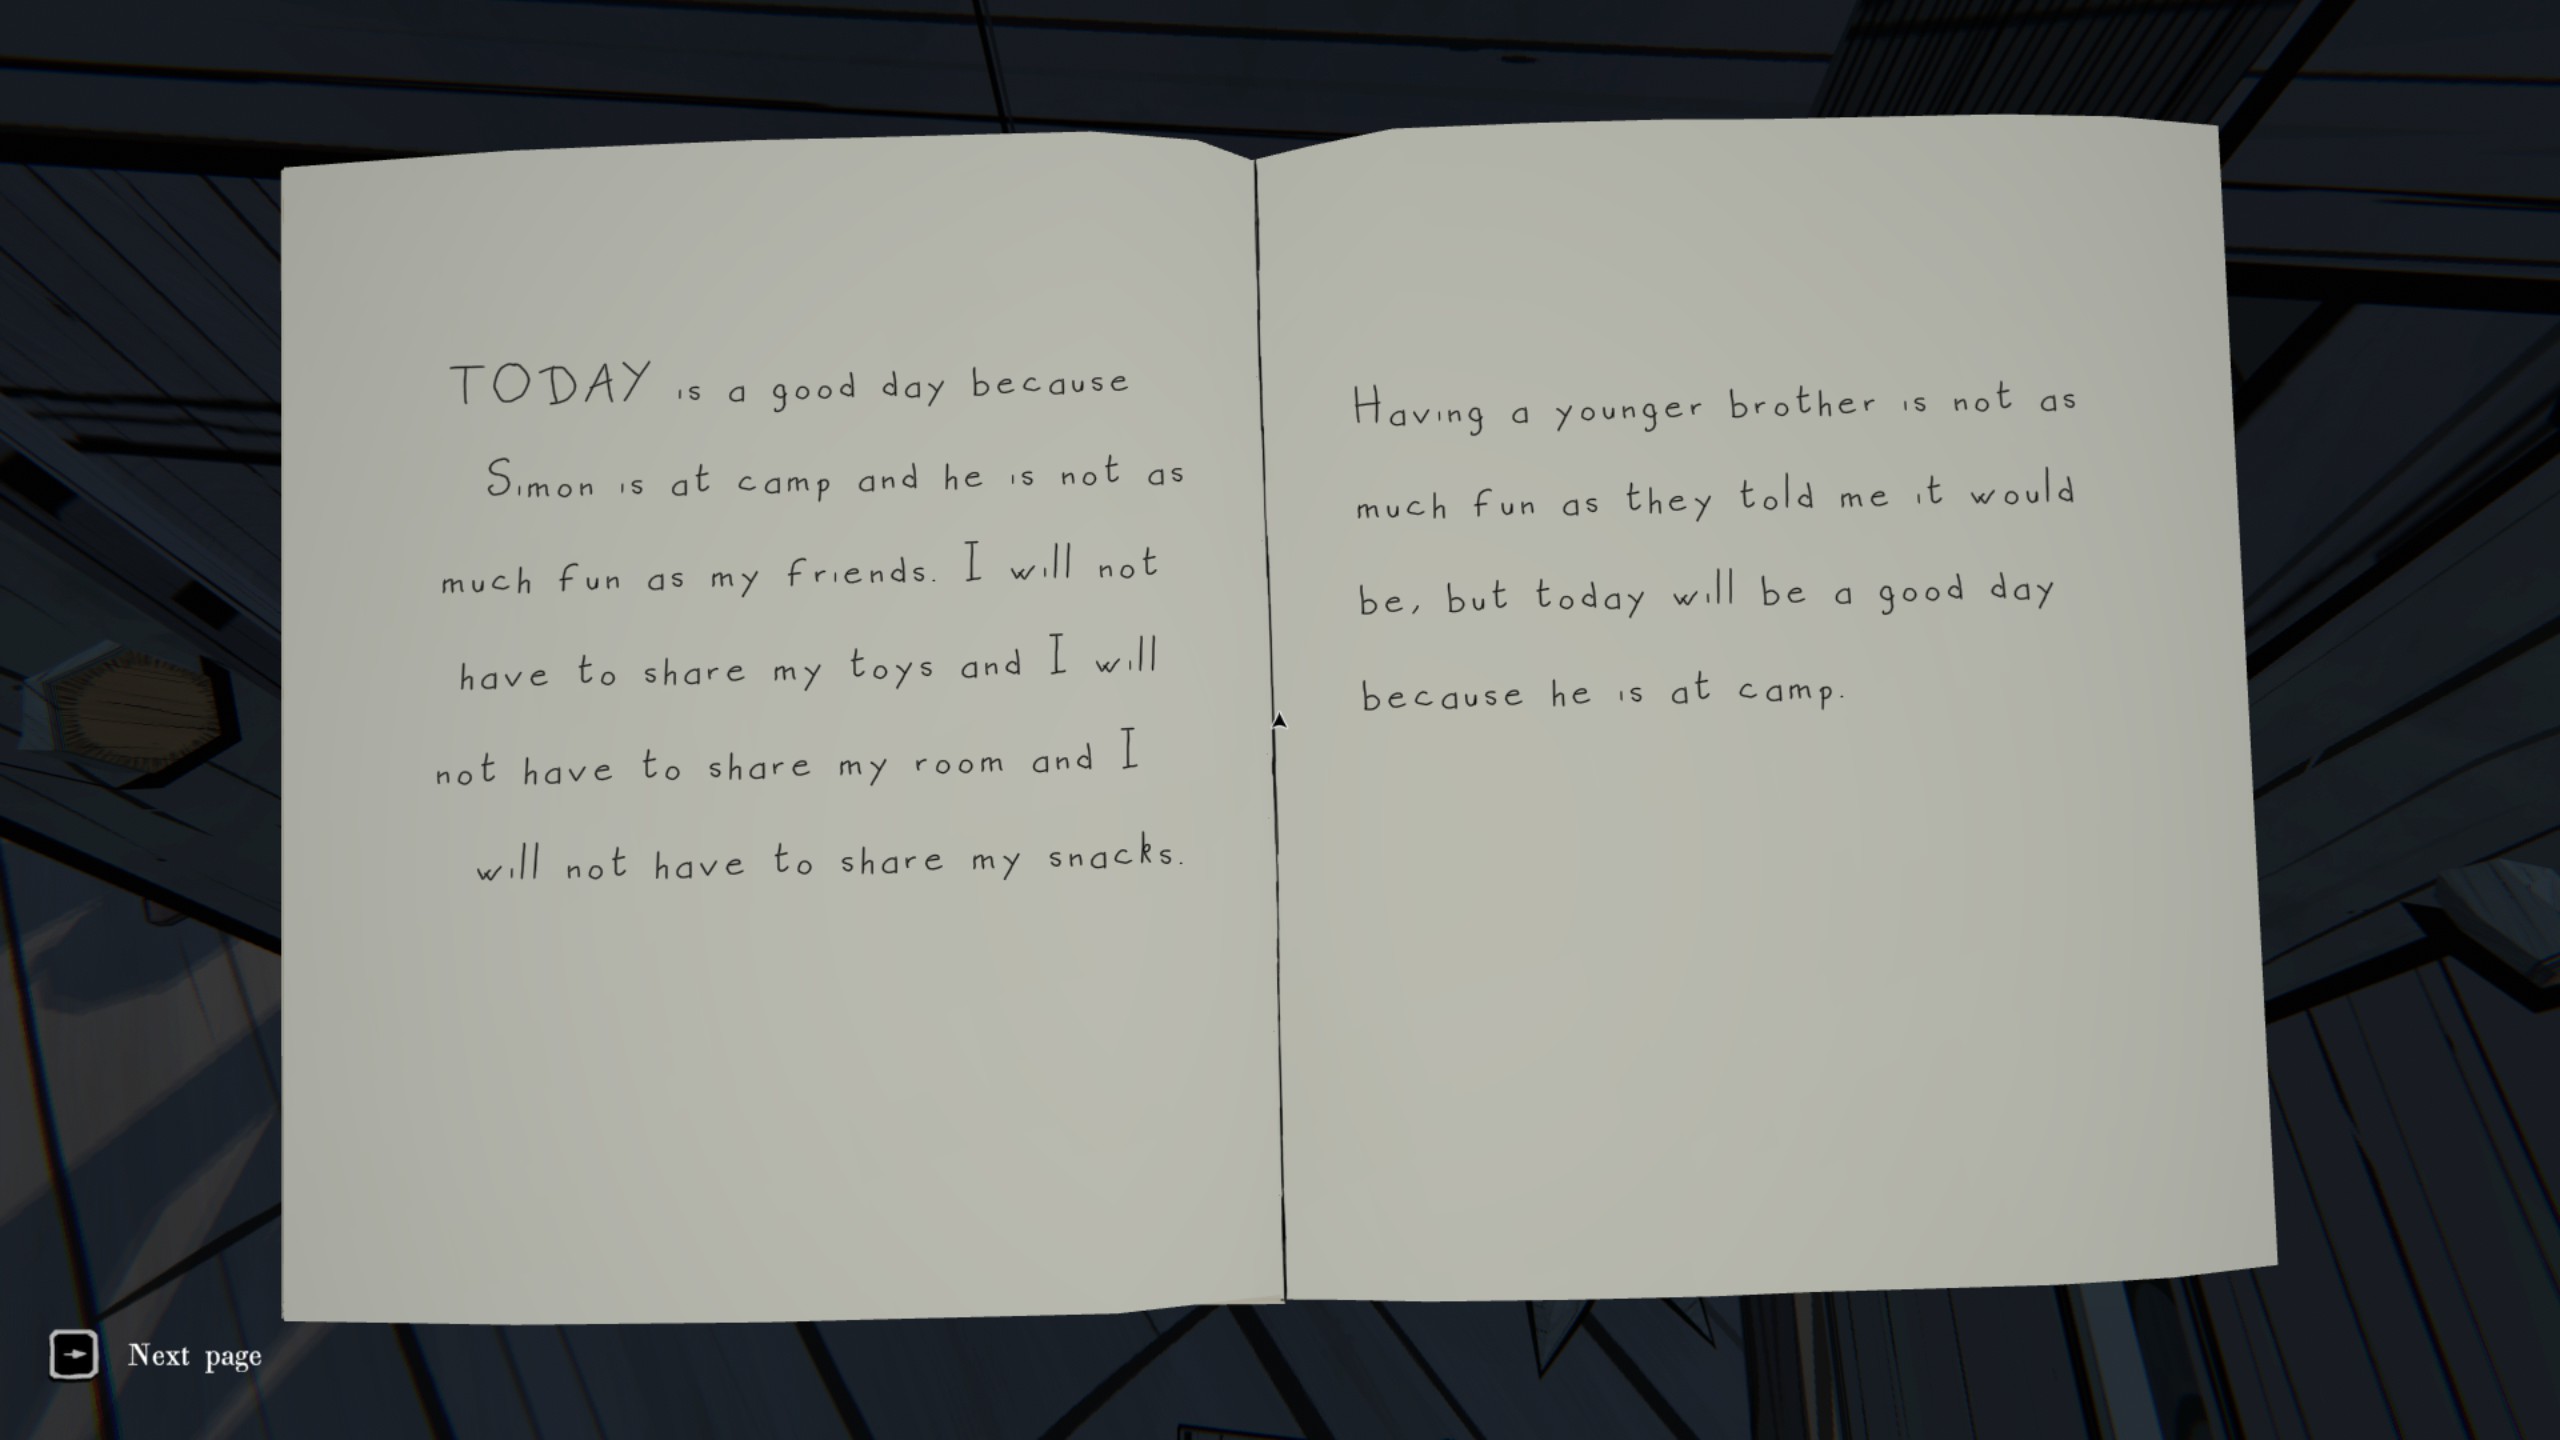 TODAY is a good day because
Simon is at camp and he is not as
much fun as my friends. I will not
have to share my toys and I will
not have to share my room and I
will not have to share my snacks.
Having a younger brother is not as
much fun as they told me it would
be, but today will be a good day
because he is at camp.
Next page